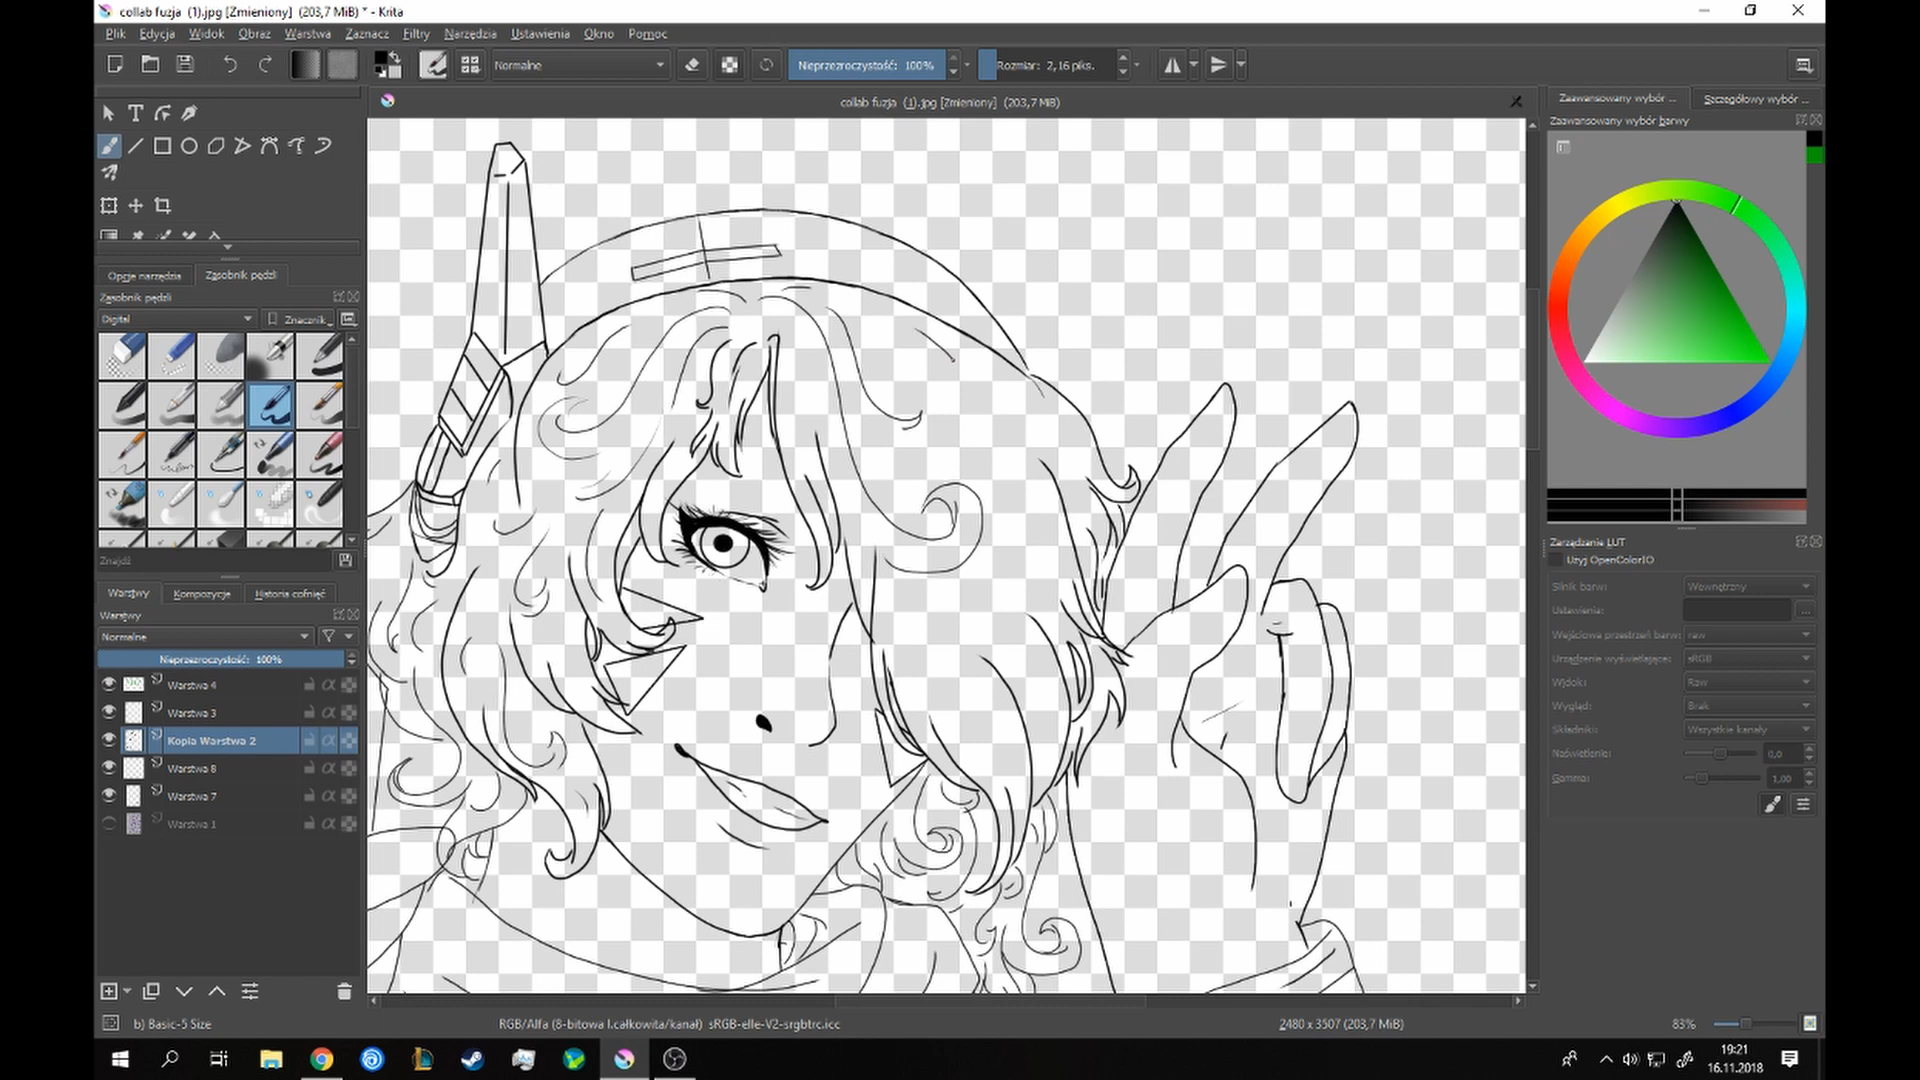 collab fuzja (1).jpg [Zmieniony] (203,7 MiB) * - Krita
Plik Edycja Widok Obraz Warstwa Zaznacz Filtry Narzędzia Ustawienia Okno Pomoc
Normalne Nieprzezroczystość: 100% Rozmiar: 2,16 piks.
collab fuzja (1).jpg [Zmieniony] (203,7 MiB)
Zaawansowany wybór ... Szczegółowy wybór ...
Zaawansowany wybór barwy
Opcje narzędzia Zasobnik pędzli
Zasobnik pędzli
Digital Znacznik
Znajdź
Zarządzanie LUT
Użyj OpenColorIO
Silnik barw: Wewnętrzny
Ustawienia: ...
Wejściowa przestrzeń barw: raw
Urządzenie wyświetlające: sRGB
Widok: Raw
Wygląd: Brak
Składniki: Wszystkie kanały
Naświetlenie: 0,0
Gamma: 1,00
Warstwy Kompozycje Historia cofnięć
Warstwy
Normalne
Nieprzezroczystość: 100%
Warstwa 4
Warstwa 3
Kopia Warstwa 2
Warstwa 8
Warstwa 7
Warstwa 1
b) Basic-5 Size RGB/Alfa (8-bitowa l.całkowita/kanał) sRGB-elle-V2-srgbtrc.icc 2480 x 3507 (203,7 MiB) 83%
19:21
16.11.2018